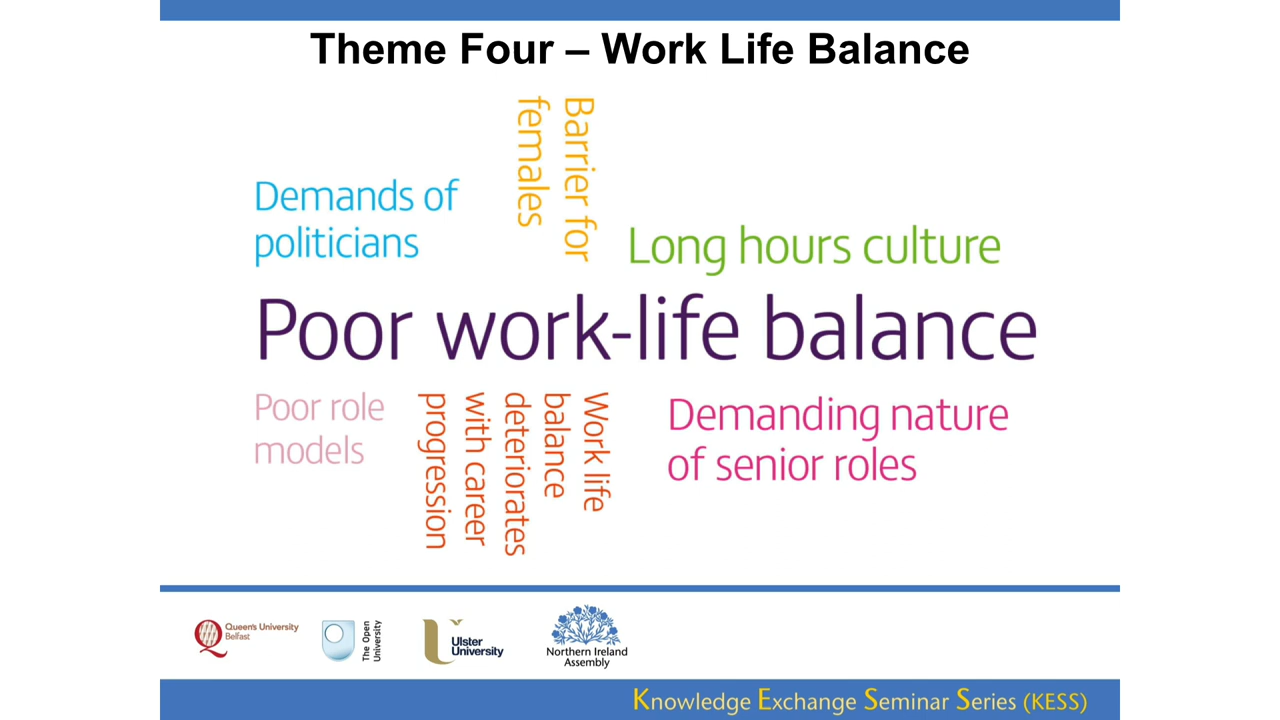 Theme Four – Work Life Balance
Barrier for
females
Demands of
politicians
Long hours culture
Poor work-life balance
Poor role
models
Work life
balance
deteriorates
with career
progression
Demanding nature
of senior roles
Queen's University
Belfast
The Open
University
Ulster
University
Northern Ireland
Assembly
Knowledge Exchange Seminar Series (KESS)